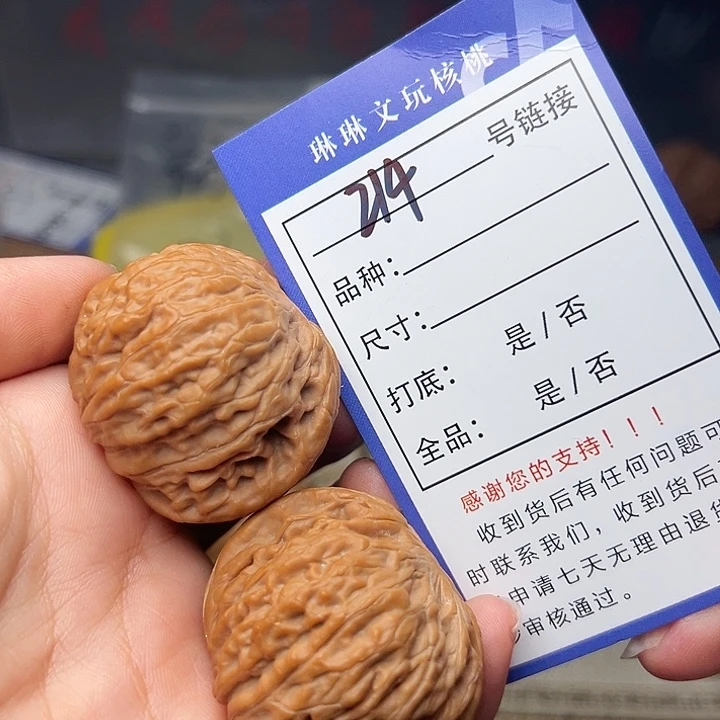 琳琳文玩核桃
214号链接
品种：
尺寸：
打底： 是/否
全品： 是/否
感谢您的支持！！！
收到货后有任何问题可
时联系我们，收到货后
申请七天无理由退货
审核通过。